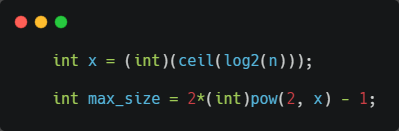 int x = (int)(ceil(log2(n)));
int max_size = 2*(int)pow(2, x) - 1;